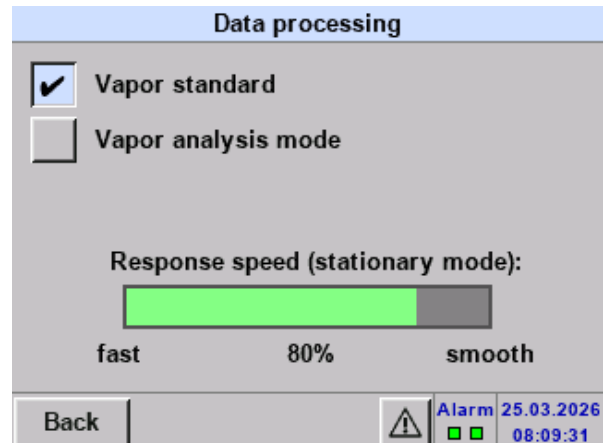 Data processing
✔ Vapor standard
Vapor analysis mode
Response speed (stationary mode):
fast 80% smooth
Back
Alarm 25.03.2026
08:09:31